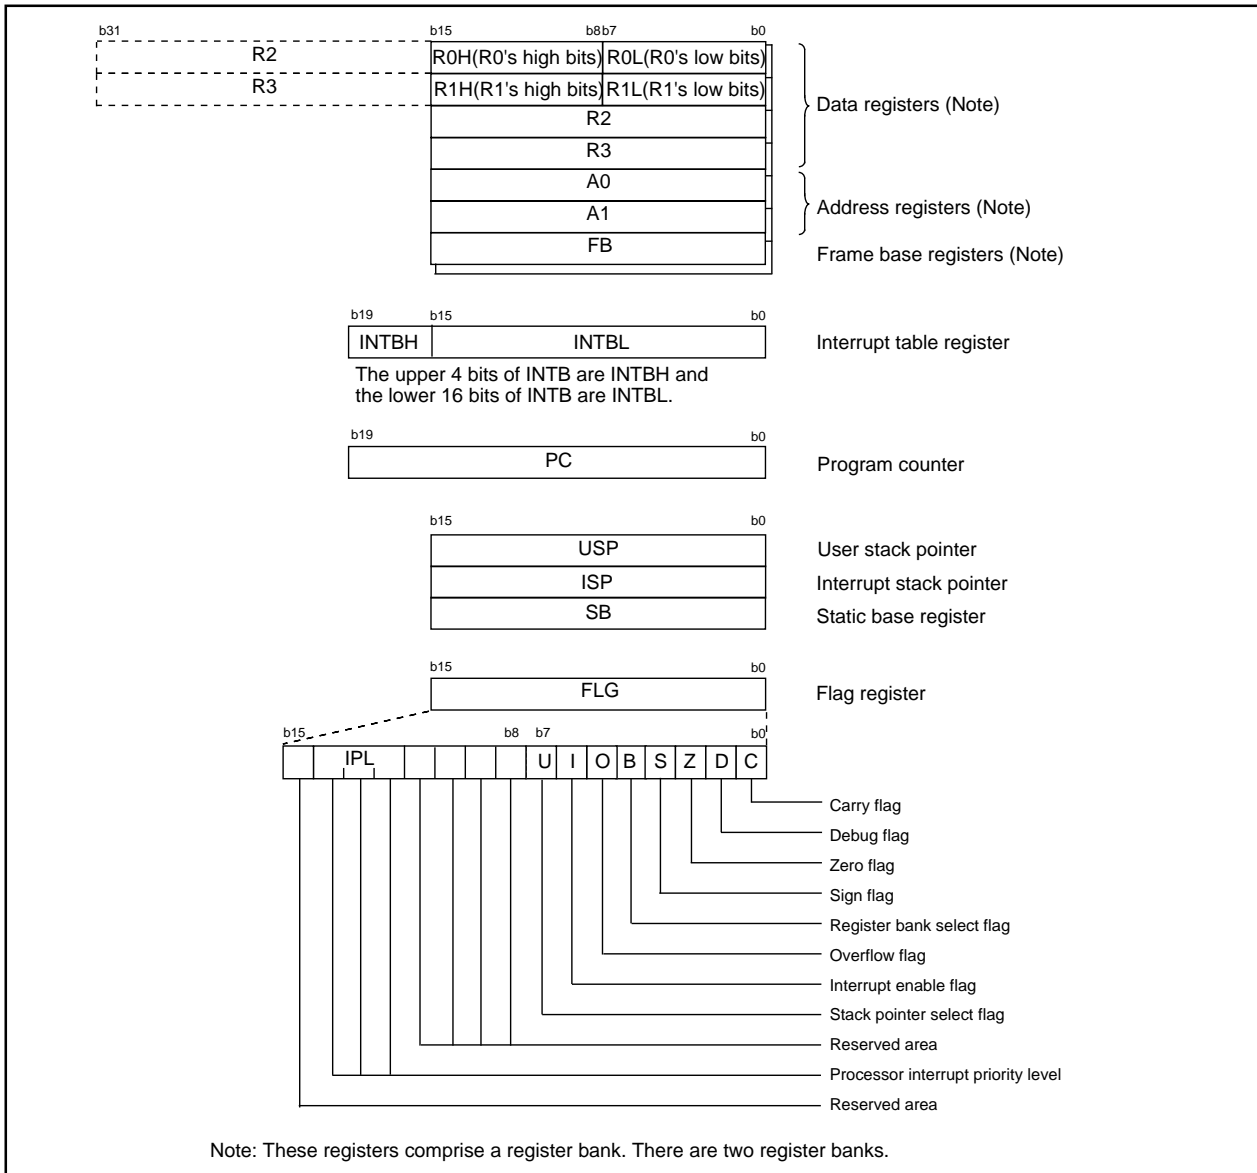 b31 b15 b8b7 b0
R2 R0H(R0's high bits) R0L(R0's low bits)
R3 R1H(R1's high bits) R1L(R1's low bits)
Data registers (Note)
R2
R3
A0
A1
Address registers (Note)
FB
Frame base registers (Note)
b19 b15 b0
INTBH INTBL Interrupt table register
The upper 4 bits of INTB are INTBH and
the lower 16 bits of INTB are INTBL.
b19 b0
PC Program counter
b15 b0
USP User stack pointer
ISP Interrupt stack pointer
SB Static base register
b15 b0
FLG Flag register
b15 b8 b7 b0
IPL U I O B S Z D C
Carry flag
Debug flag
Zero flag
Sign flag
Register bank select flag
Overflow flag
Interrupt enable flag
Stack pointer select flag
Reserved area
Processor interrupt priority level
Reserved area
Note: These registers comprise a register bank. There are two register banks.